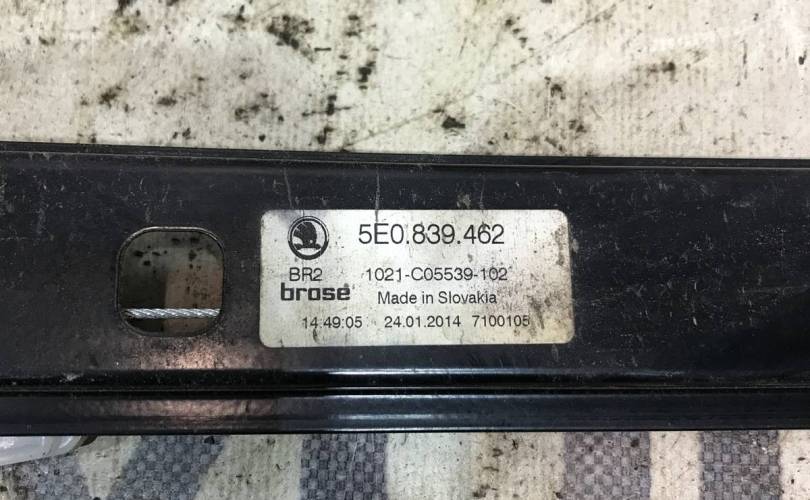 5E0.839.462
BR2 1021-C05539-102
brose Made in Slovakia
14:49:05 24.01.2014 7100105